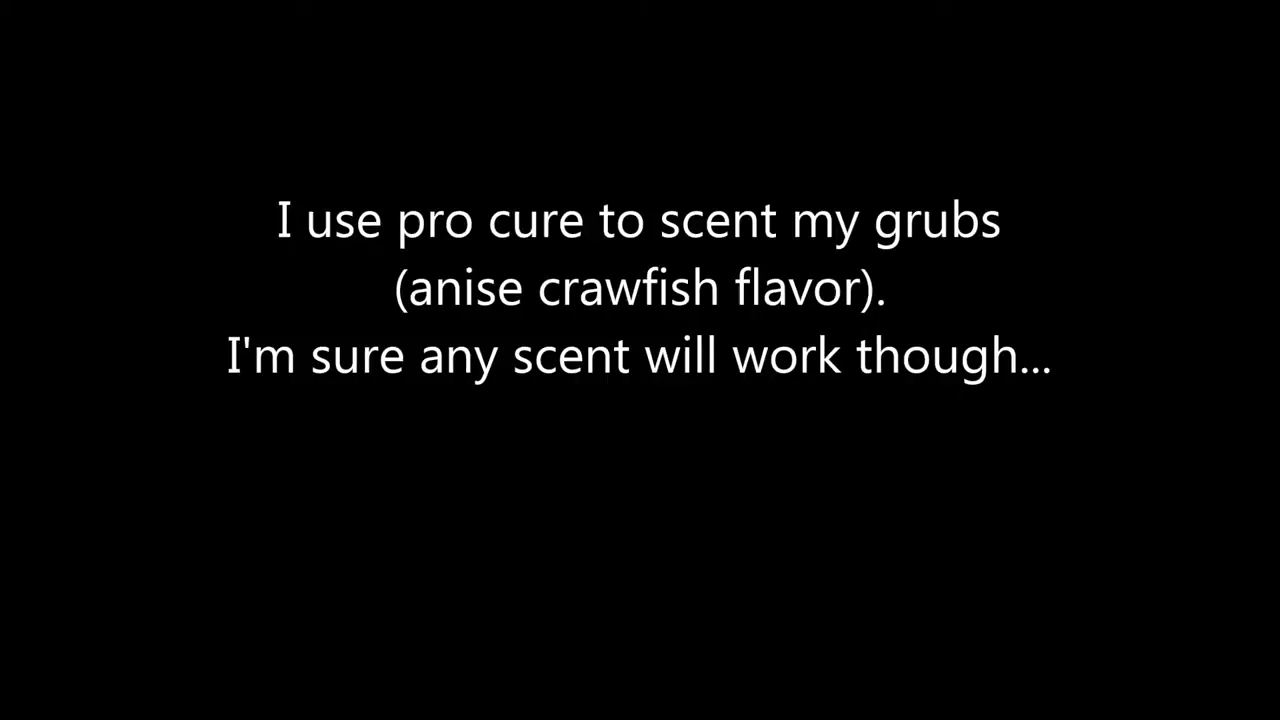 I use pro cure to scent my grubs
(anise crawfish flavor).
I'm sure any scent will work though...